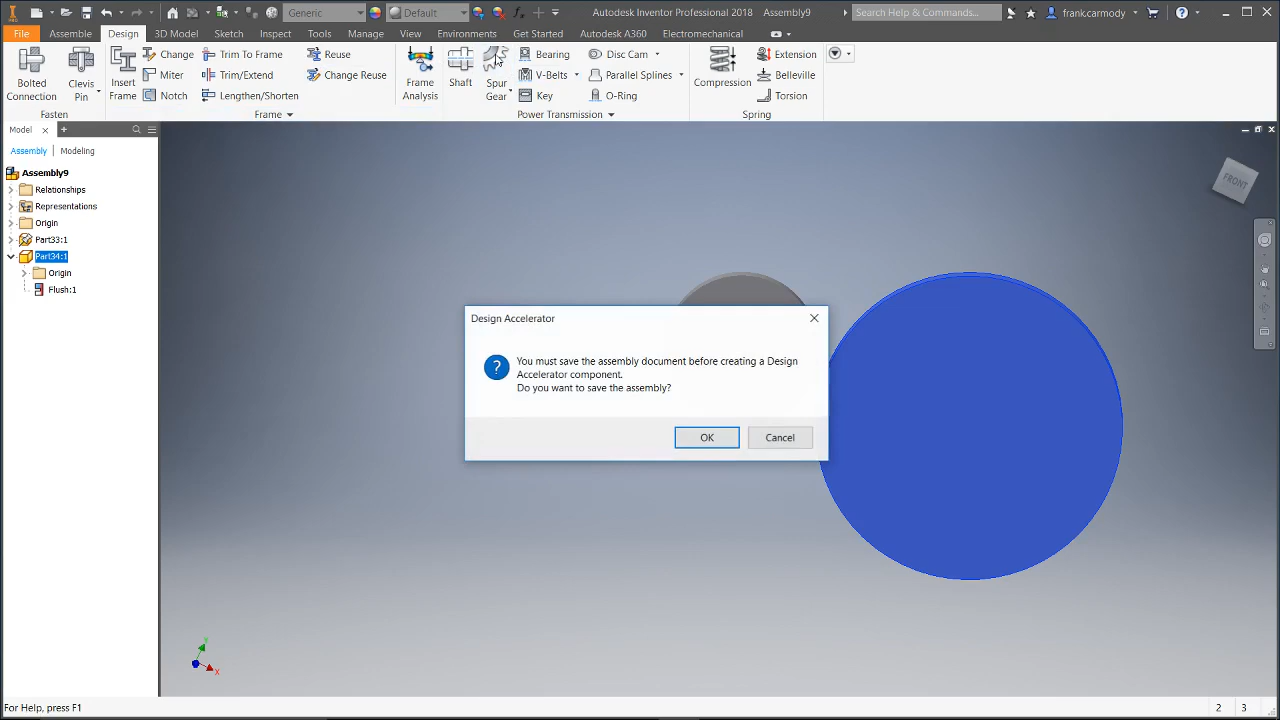 Generic
Default
Autodesk Inventor Professional 2018 Assembly9
Search Help & Commands...
frank.carmody
File
Assemble
Design
3D Model
Sketch
Inspect
Tools
Manage
View
Environments
Get Started
Autodesk A360
Electromechanical
Bolted
Connection
Clevis
Pin
Insert
Frame
Change
Miter
Notch
Trim To Frame
Trim/Extend
Lengthen/Shorten
Reuse
Change Reuse
Frame
Analysis
Shaft
Spur
Gear
Bearing
V-Belts
Key
Disc Cam
Parallel Splines
O-Ring
Compression
Extension
Belleville
Torsion
Fasten
Frame
Power Transmission
Spring
Model
Assembly
Modeling
Assembly9
Relationships
Representations
Origin
Part33:1
Part34:1
Origin
Flush:1
FRONT
Design Accelerator
You must save the assembly document before creating a Design
Accelerator component.
Do you want to save the assembly?
OK
Cancel
Y
X
For Help, press F1
2
3